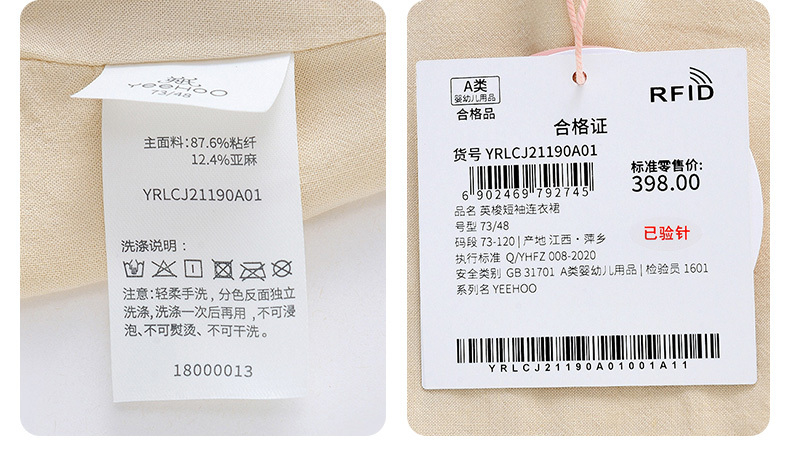 YEEHOO
73/48
主面料:87.6%粘纤
12.4%亚麻
YRLCJ21190A01
洗涤说明：
注意:轻柔手洗，分色反面独立
洗涤,洗涤一次后再用 ,不可浸
泡、不可熨烫、不可干洗。
18000013
A类
婴幼儿用品
合格品
RFID
合格证
货号 YRLCJ21190A01
6 902469 792745
标准零售价:
398.00
品名 英梭短袖连衣裙
号型 73/48
码段 73-120 | 产地 江西·萍乡
已验针
执行标准 Q/YHFZ 008-2020
安全类别 GB 31701 A类婴幼儿用品 | 检验员 1601
系列名 YEEHOO
YRLCJ21190A01001A11